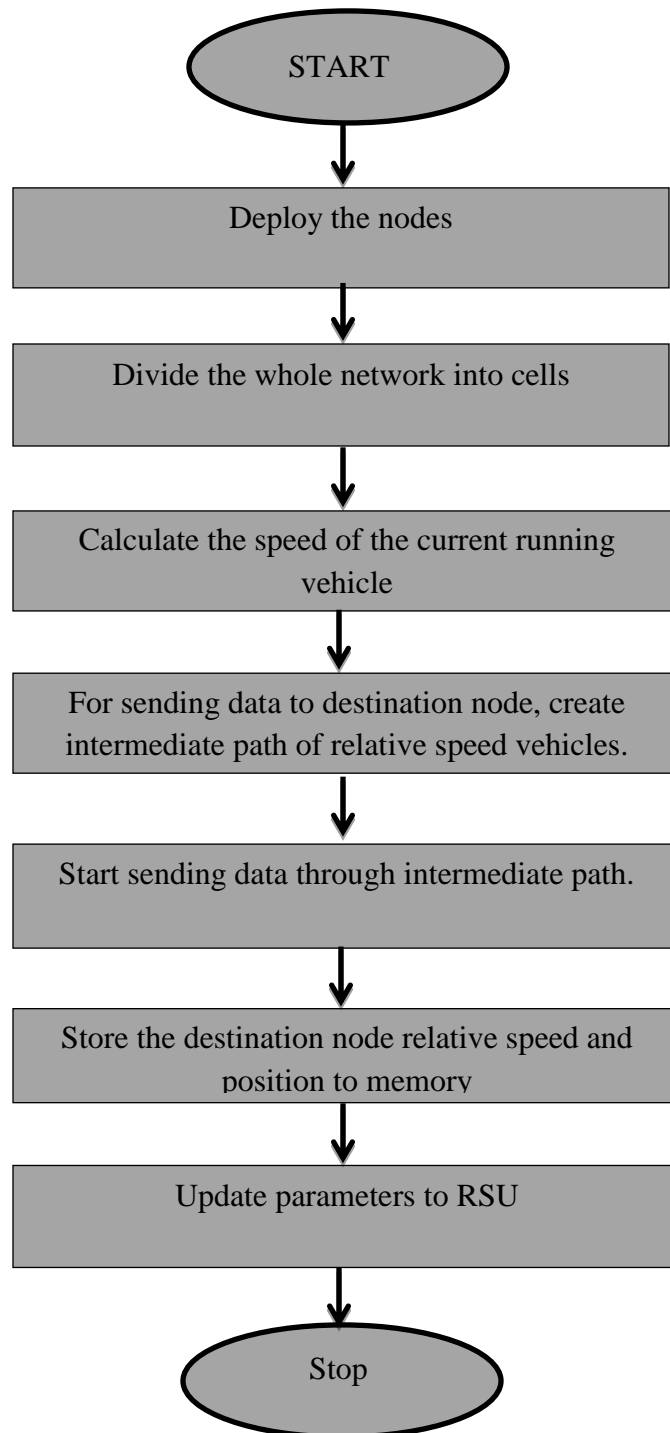 START
Deploy the nodes
Divide the whole network into cells
Calculate the speed of the current running
vehicle
For sending data to destination node, create
intermediate path of relative speed vehicles.
Start sending data through intermediate path.
Store the destination node relative speed and
position to memory
Update parameters to RSU
Stop